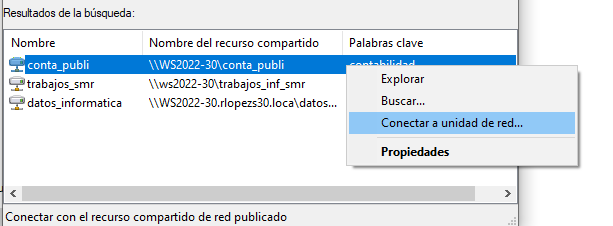 Resultados de la búsqueda:
Nombre Nombre del recurso compartido Palabras clave
conta_publi \\WS2022-30\conta_publi contabilidad
trabajos_smr \\ws2022-30\trabajos_inf_smr
datos_informatica \\WS2022-30.rlopezs30.loca\datos...
Explorar
Buscar...
Conectar a unidad de red...
Propiedades
Conectar con el recurso compartido de red publicado